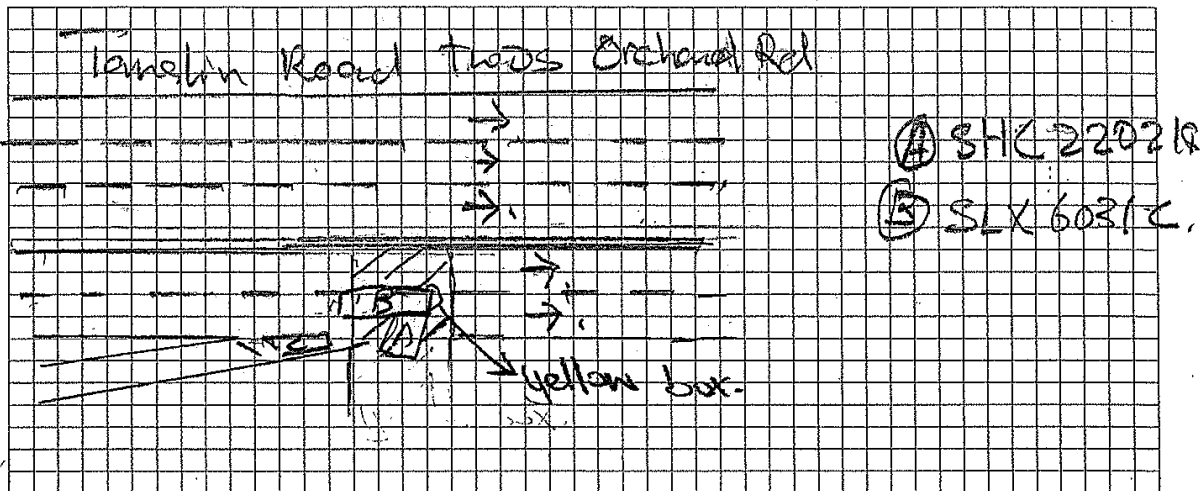 Tanglin Road twds Orchard Rd
A SHC 2202
B SLX 6031C.
B
A
yellow box.